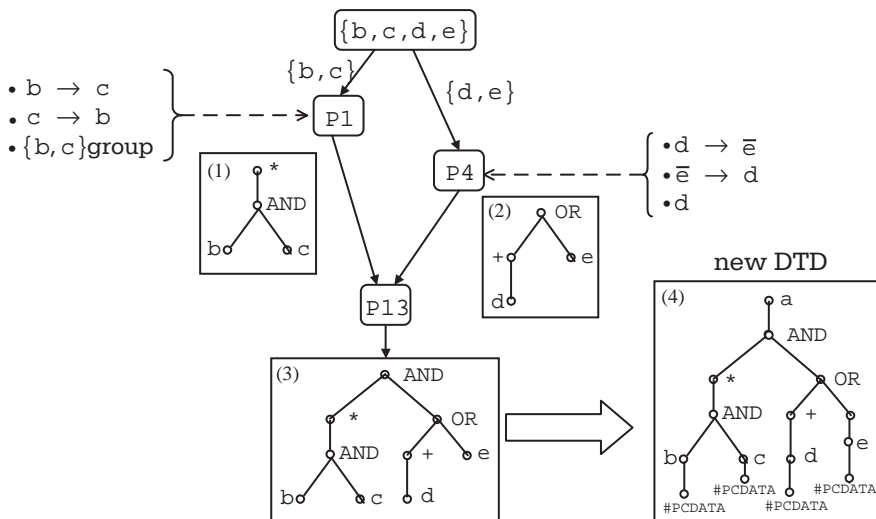 {b,c,d,e}
{b,c}
{d,e}
• b → c
• c → b
• {b,c}group
P1
P4
• d → e̅
• e̅ → d
• d
(1)
*
AND
b
c
(2)
OR
+
e
d
P13
new DTD
(3)
AND
*
OR
AND
+
e
b
c
d
(4)
a
AND
*
OR
AND
+
b
c
d
e
#PCDATA
#PCDATA
#PCDATA
#PCDATA